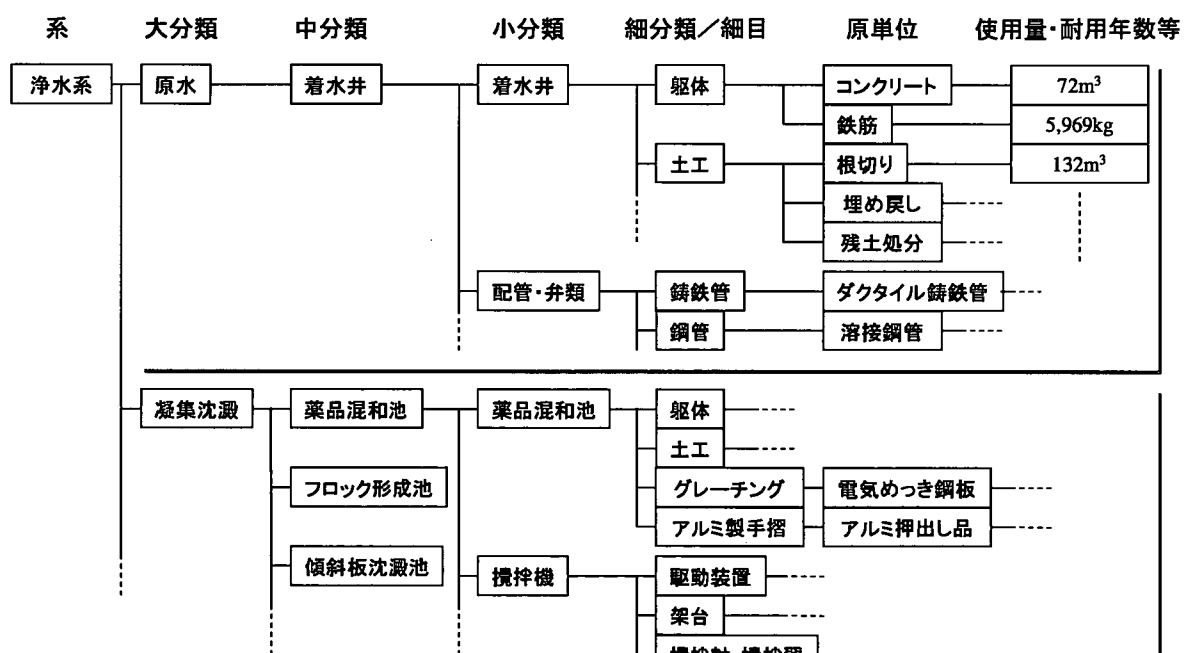 系 大分類 中分類 小分類 細分類／細目 原単位 使用量・耐用年数等
浄水系 原水 着水井 着水井 躯体 コンクリート 72m³
鉄筋 5,969kg
土工 根切り 132m³
埋め戻し
残土処分
配管・弁類 鋳鉄管 ダクタイル鋳鉄管
鋼管 溶接鋼管
凝集沈澱 薬品混和池 薬品混和池 躯体
土工
フロック形成池 グレーチング 電気めっき鋼板
アルミ製手摺 アルミ押出し品
傾斜板沈澱池 攪拌機 駆動装置
架台